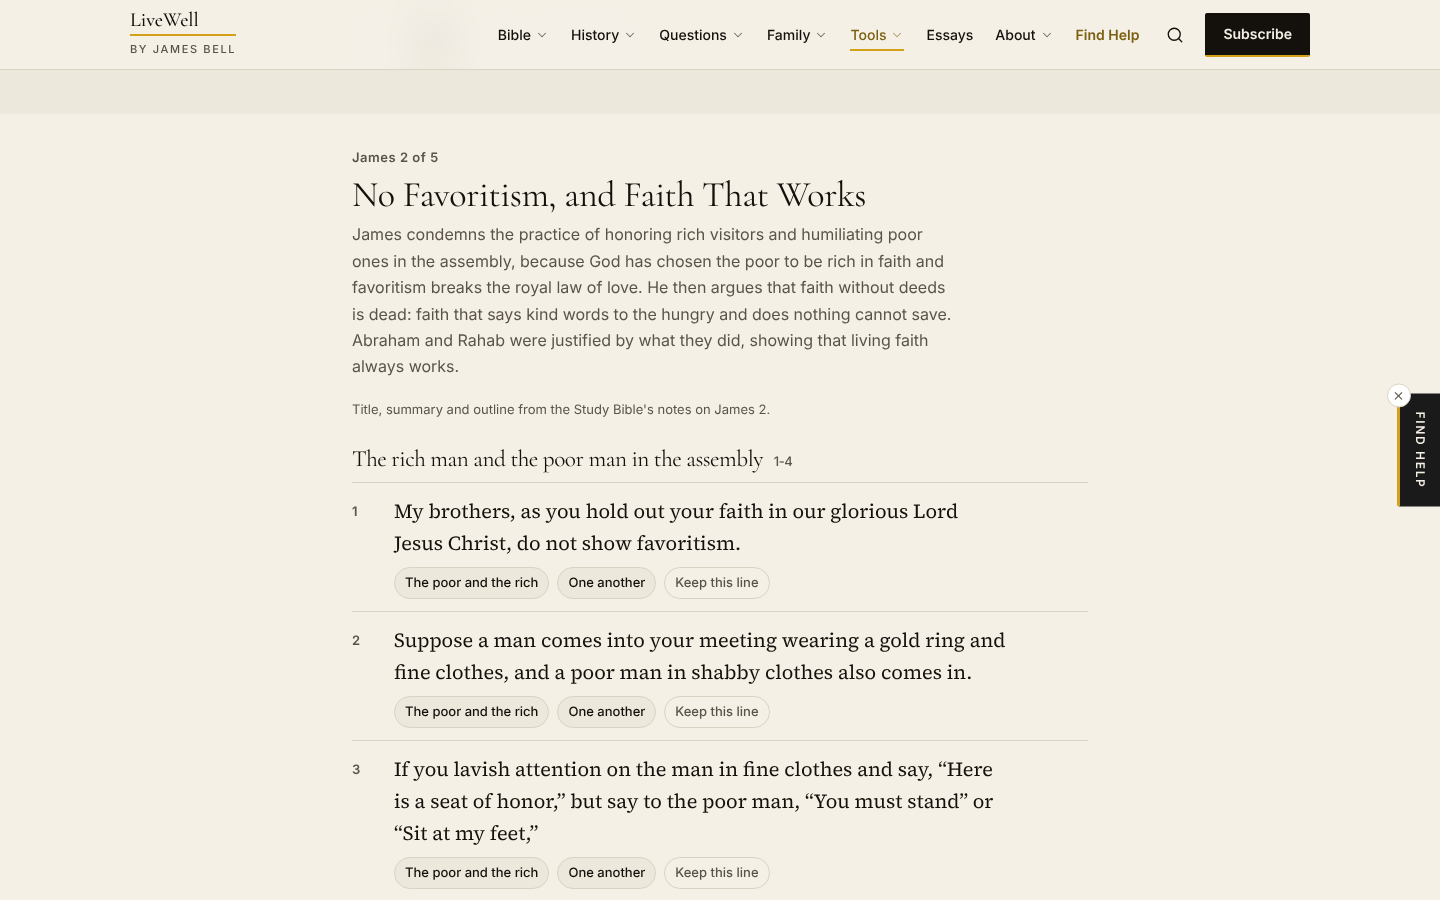 LiveWell
BY JAMES BELL
Bible
History
Questions
Family
Tools
Essays
About
Find Help
Subscribe
James 2 of 5
No Favoritism, and Faith That Works
James condemns the practice of honoring rich visitors and humiliating poor
ones in the assembly, because God has chosen the poor to be rich in faith and
favoritism breaks the royal law of love. He then argues that faith without deeds
is dead: faith that says kind words to the hungry and does nothing cannot save.
Abraham and Rahab were justified by what they did, showing that living faith
always works.
Title, summary and outline from the Study Bible's notes on James 2.
The rich man and the poor man in the assembly 1-4
1 My brothers, as you hold out your faith in our glorious Lord
Jesus Christ, do not show favoritism.
The poor and the rich
One another
Keep this line
2 Suppose a man comes into your meeting wearing a gold ring and
fine clothes, and a poor man in shabby clothes also comes in.
The poor and the rich
One another
Keep this line
3 If you lavish attention on the man in fine clothes and say, “Here
is a seat of honor,” but say to the poor man, “You must stand” or
“Sit at my feet,”
The poor and the rich
One another
Keep this line
FIND HELP